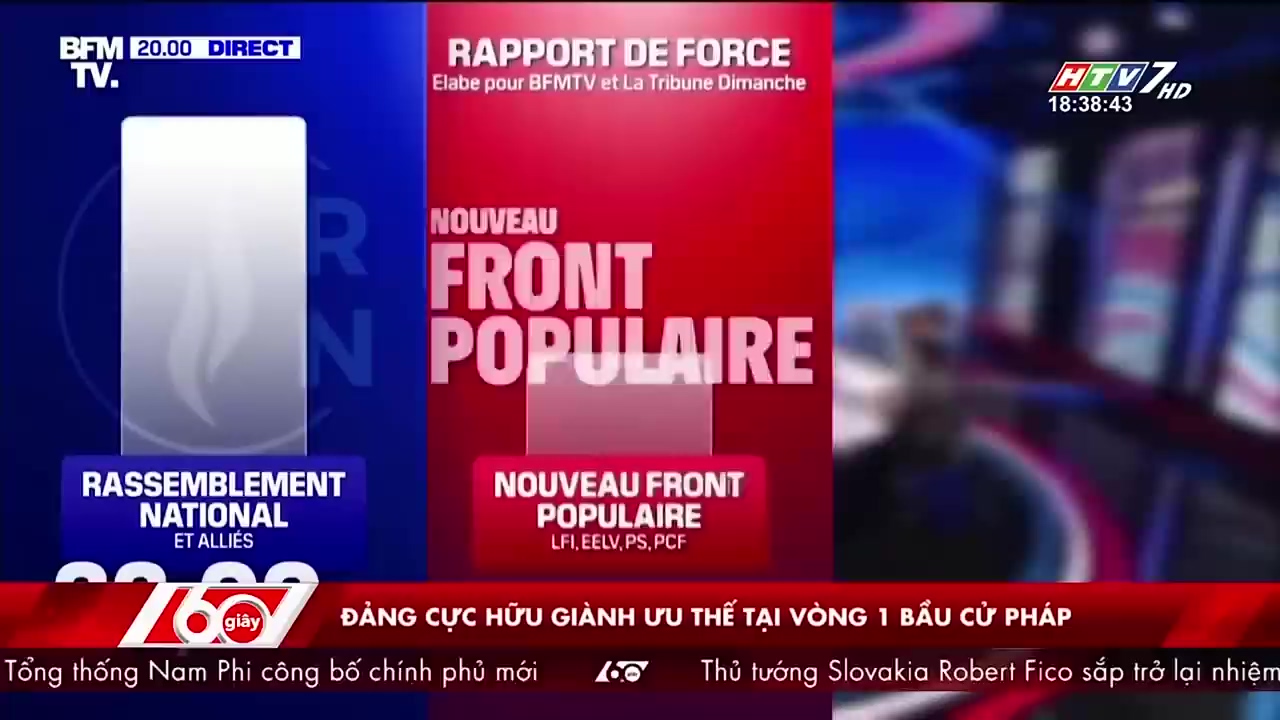 BFM
TV.
20.00 DIRECT
RAPPORT DE FORCE
Elabe pour BFMTV et La Tribune Dimanche
HTV7 HD
18:38:43
R
N
NOUVEAU
FRONT
POPULAIRE
RASSEMBLEMENT
NATIONAL
ET ALLIÉS
NOUVEAU FRONT
POPULAIRE
LFI, EELV, PS, PCF
60 giây
ĐẢNG CỰC HỮU GIÀNH ƯU THẾ TẠI VÒNG 1 BẦU CỬ PHÁP
Tổng thống Nam Phi công bố chính phủ mới 60 giây Thủ tướng Slovakia Robert Fico sắp trở lại nhiệm